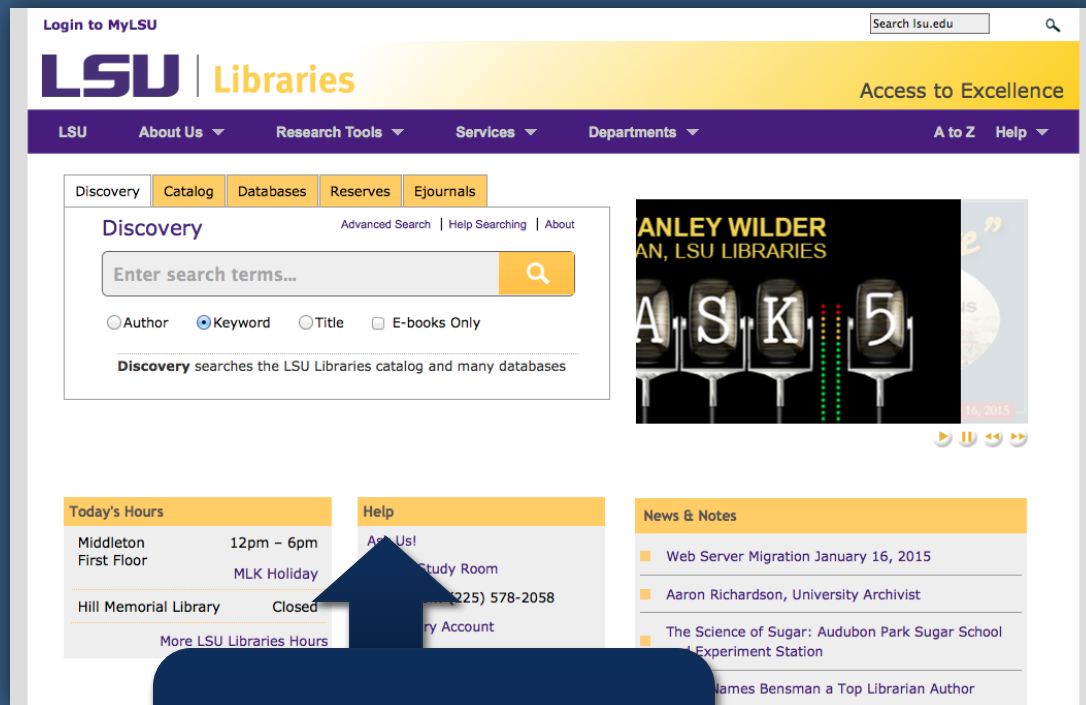 Login to MyLSU
Search lsu.edu
LSU Libraries
Access to Excellence
LSU About Us Research Tools Services Departments A to Z Help
Discovery Catalog Databases Reserves Ejournals
Discovery Advanced Search | Help Searching | About
Enter search terms...
Author Keyword Title E-books Only
Discovery searches the LSU Libraries catalog and many databases
ANLEY WILDER
AN, LSU LIBRARIES
ASK 5
16, 2015
Today's Hours
Middleton 12pm – 6pm
First Floor
MLK Holiday
Hill Memorial Library Closed
More LSU Libraries Hours
Help
Us!
Study Room
(225) 578-2058
Account
News & Notes
Web Server Migration January 16, 2015
Aaron Richardson, University Archivist
The Science of Sugar: Audubon Park Sugar School
Experiment Station
Names Bensman a Top Librarian Author